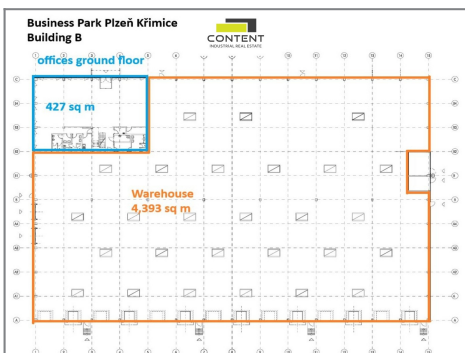 Business Park Plzeň Křimice
Building B
CONTENT
INDUSTRIAL REAL ESTATE
offices ground floor
427 sq m
Warehouse
4,393 sq m